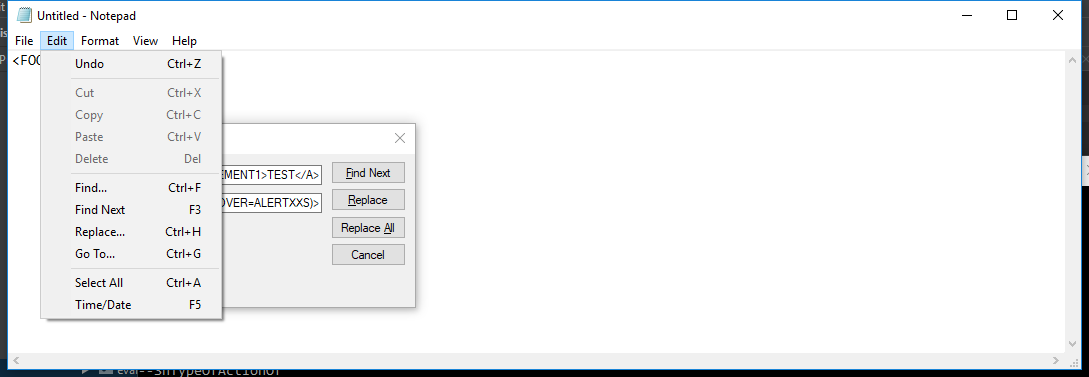 Untitled - Notepad
File Edit Format View Help
<FOO
Undo Ctrl+Z
Cut Ctrl+X
Copy Ctrl+C
Paste Ctrl+V
Delete Del
Find... Ctrl+F
Find Next F3
Replace... Ctrl+H
Go To... Ctrl+G
Select All Ctrl+A
Time/Date F5
EMENT1>TEST</A>
OVER=ALERTXXS)>
Find Next
Replace
Replace All
Cancel